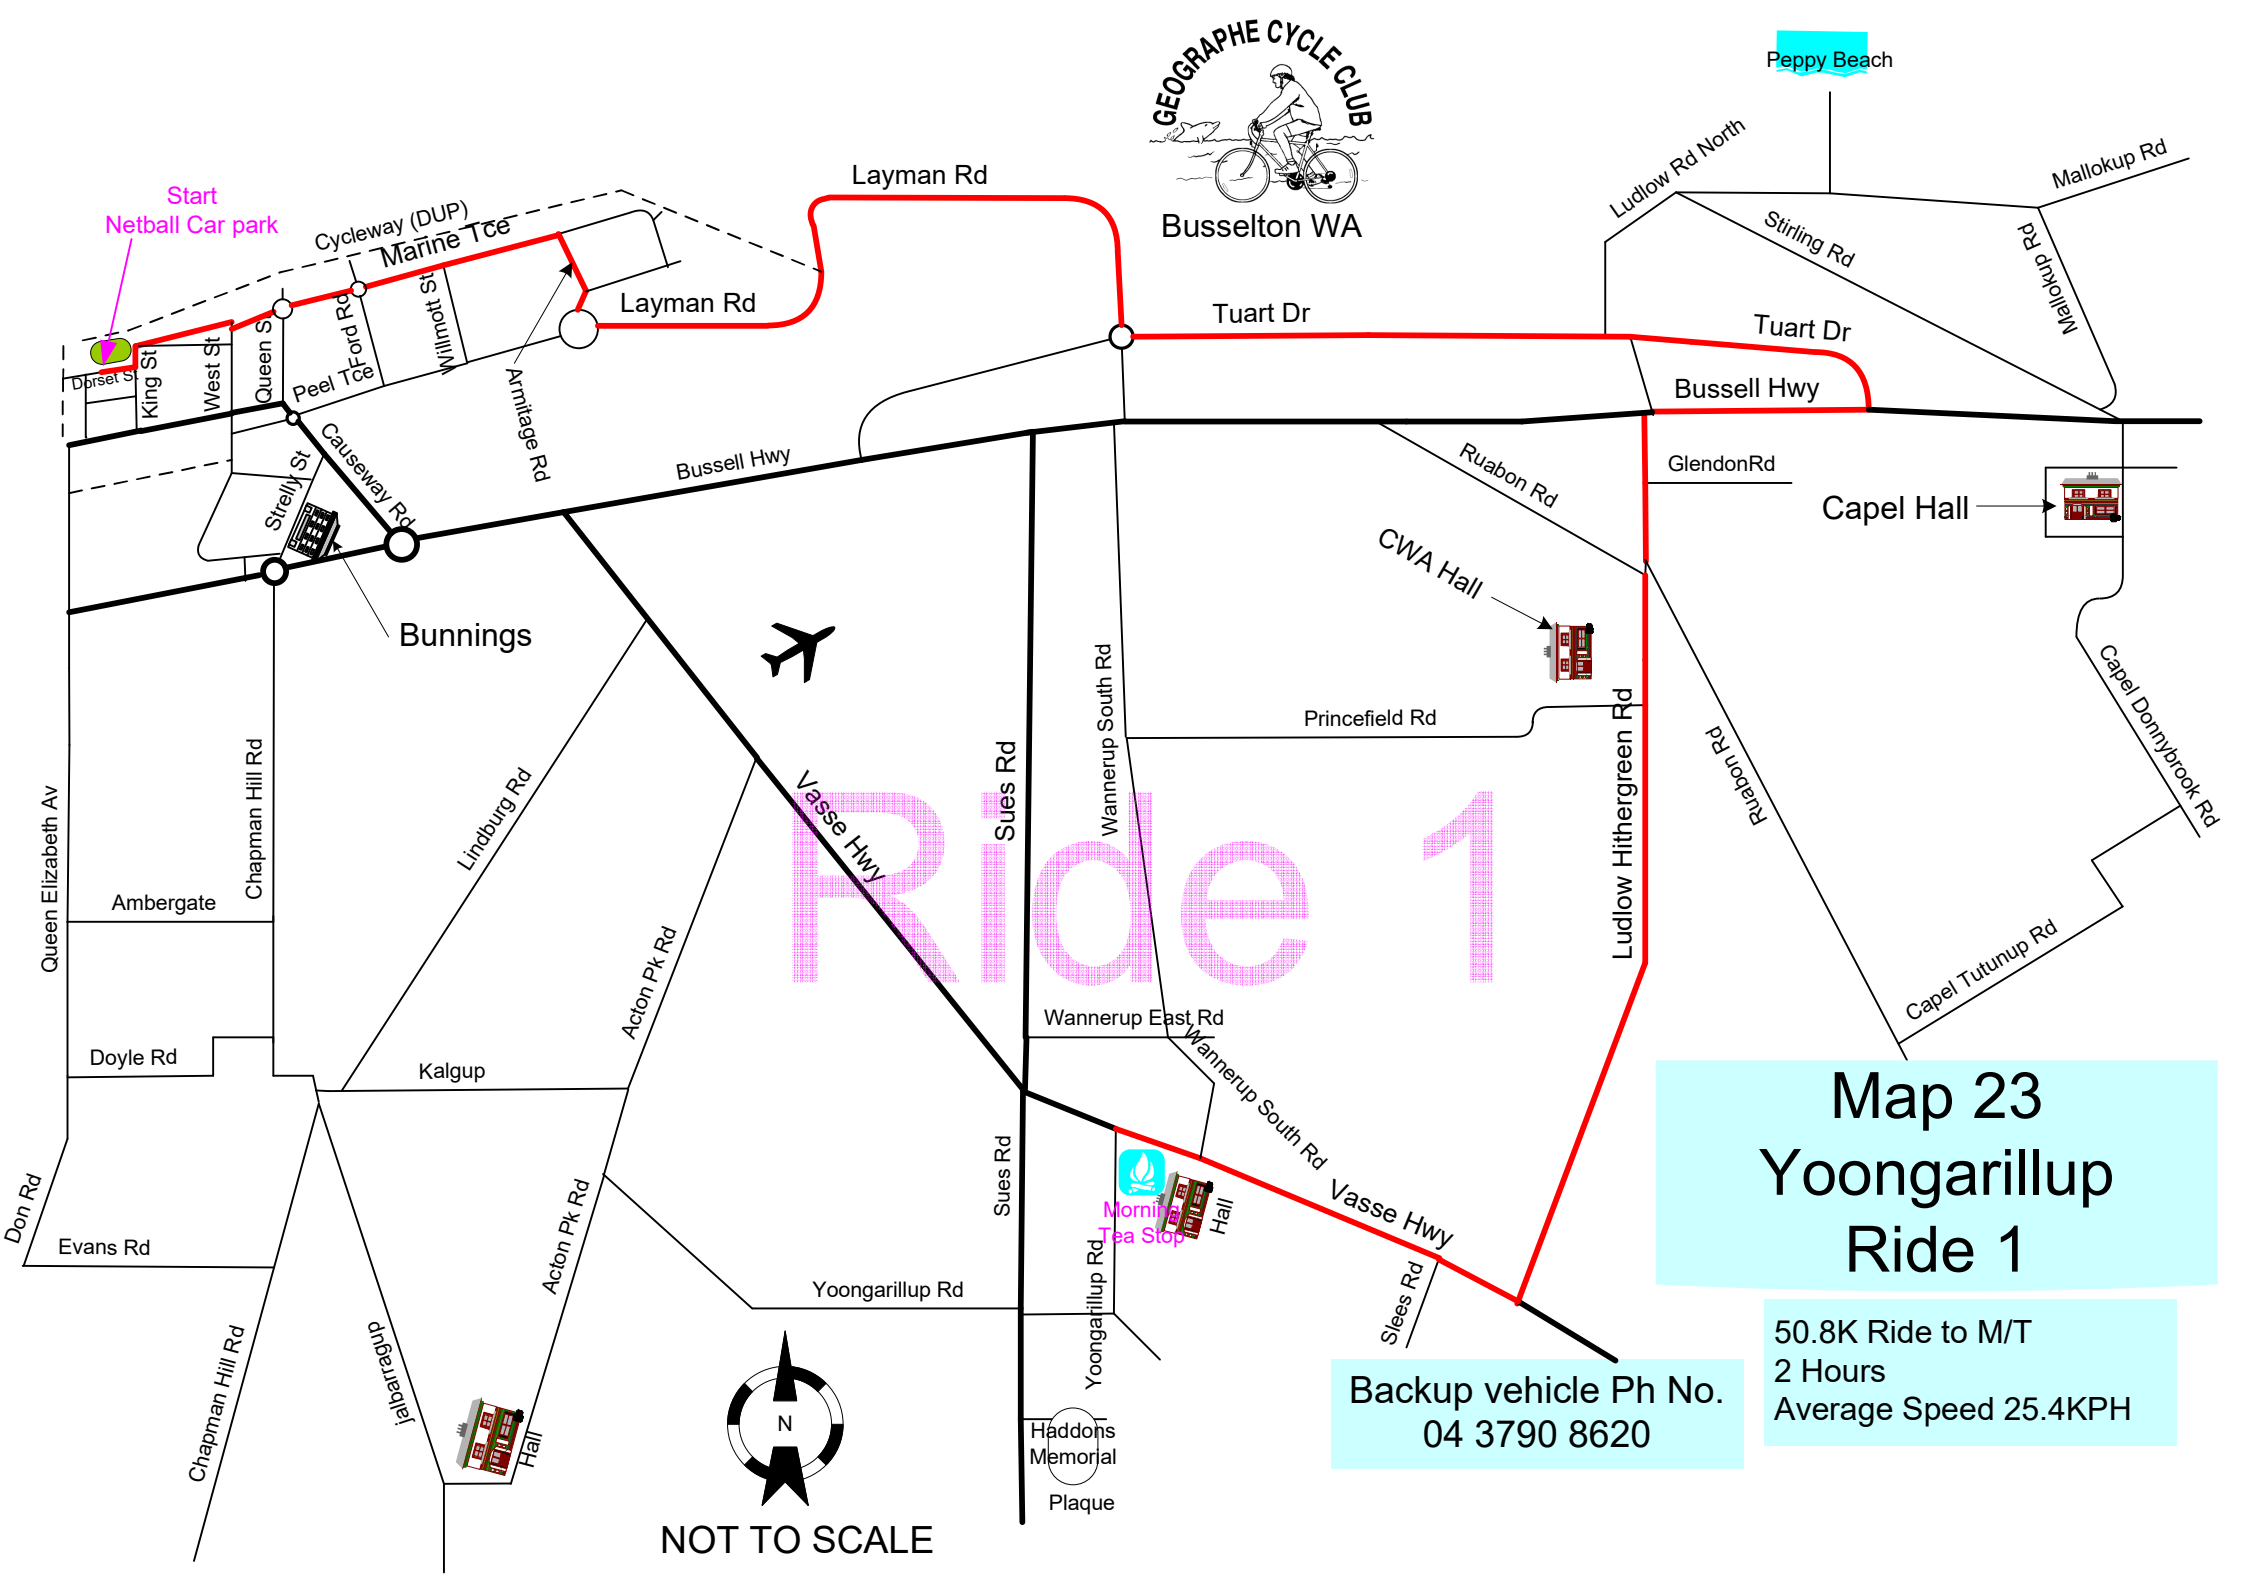 GEOGRAPHE CYCLE CLUB
Busselton WA
Peppy Beach
Ludlow Rd North
Mallokup Rd
Stirling Rd
Mallokup Rd
Layman Rd
Start
Netball Car park
Cycleway (DUP)
Marine Tce
Layman Rd
Tuart Dr
Tuart Dr
Bussell Hwy
Dorset St
King St
West St
Queen St
Ford Rd
Peel Tce
Willmott St
Armitage Rd
Causeway Rd
Strelly St
Bussell Hwy
Ruabon Rd
GlendonRd
Capel Hall
CWA Hall
Bunnings
Princefield Rd
Wannerup South Rd
Ludlow Hithergreen Rd
Ruabon Rd
Capel Donnybrook Rd
Capel Tutunup Rd
Queen Elizabeth Av
Chapman Hill Rd
Lindburg Rd
Vasse Hwy
Sues Rd
Ride 1
Ambergate
Acton Pk Rd
Wannerup East Rd
Wannerup South Rd
Doyle Rd
Kalgup
Don Rd
Evans Rd
Acton Pk Rd
Sues Rd
Morning
Tea Stop
Hall
Vasse Hwy
Slees Rd
Yoongarillup Rd
Yoongarillup Rd
Chapman Hill Rd
jalbarragup
Hall
N
NOT TO SCALE
Haddons
Memorial
Plaque
Map 23
Yoongarillup
Ride 1
50.8K Ride to M/T
2 Hours
Average Speed 25.4KPH
Backup vehicle Ph No.
04 3790 8620